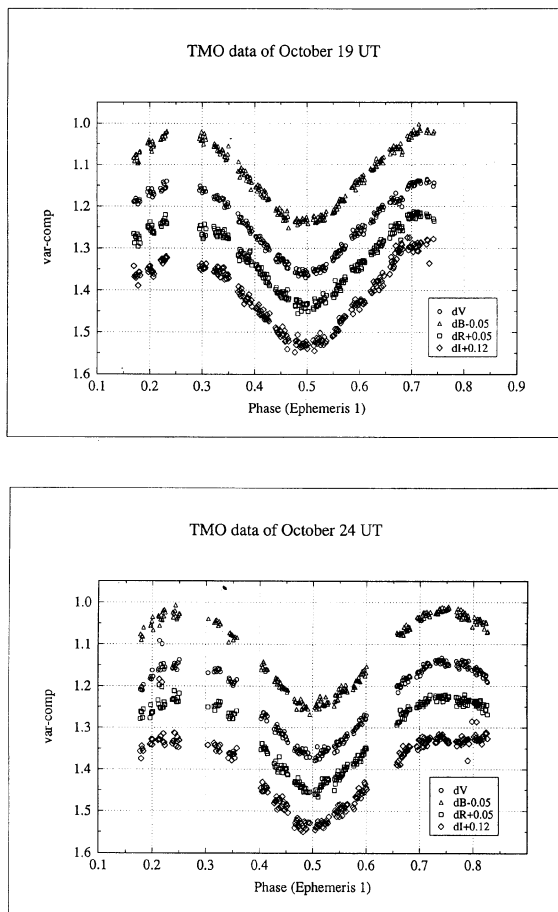 TMO data of October 19 UT
1.0
1.1
1.2
1.3
1.4
1.5
1.6
var-comp
dV
dB-0.05
dR+0.05
dI+0.12
0.1 0.2 0.3 0.4 0.5 0.6 0.7 0.8 0.9
Phase (Ephemeris 1)
TMO data of October 24 UT
1.0
1.1
1.2
1.3
1.4
1.5
1.6
var-comp
dV
dB-0.05
dR+0.05
dI+0.12
0.1 0.2 0.3 0.4 0.5 0.6 0.7 0.8
Phase (Ephemeris 1)